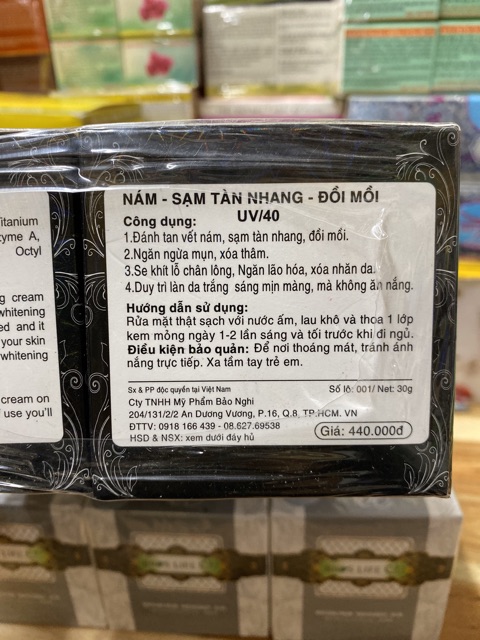 NÁM - SẠM TÀN NHANG - ĐỒI MỒI
UV/40
Công dụng:
1.Đánh tan vết nám, sạm tàn nhang, đồi mồi.
2.Ngăn ngừa mụn, xóa thâm.
3.Se khít lỗ chân lông, Ngăn lão hóa, xóa nhăn da.
4.Duy trì làn da trắng sáng mịn màng, mà không ăn nắng.
Hướng dẫn sử dụng:
Rửa mặt thật sạch với nước ấm, lau khô và thoa 1 lớp
kem mỏng ngày 1-2 lần sáng và tối trước khi đi ngủ.
Điều kiện bảo quản: Để nơi thoáng mát, tránh ánh
nắng trực tiếp. Xa tầm tay trẻ em.
Sx & PP độc quyền tại Việt Nam
Số lô: 001/ Net: 30g
Cty TNHH Mỹ Phẩm Bảo Nghi
204/131/2/2 An Dương Vương, P.16, Q.8, TP.HCM. VN
ĐTTV: 0918 166 439 - 08.627.69538
HSD & NSX: xem dưới đáy hủ
Giá: 440.000đ
Titanium
zyme A,
Octyl
g cream
whitening
ed and it
your skin
whitening
cream on
use you'll